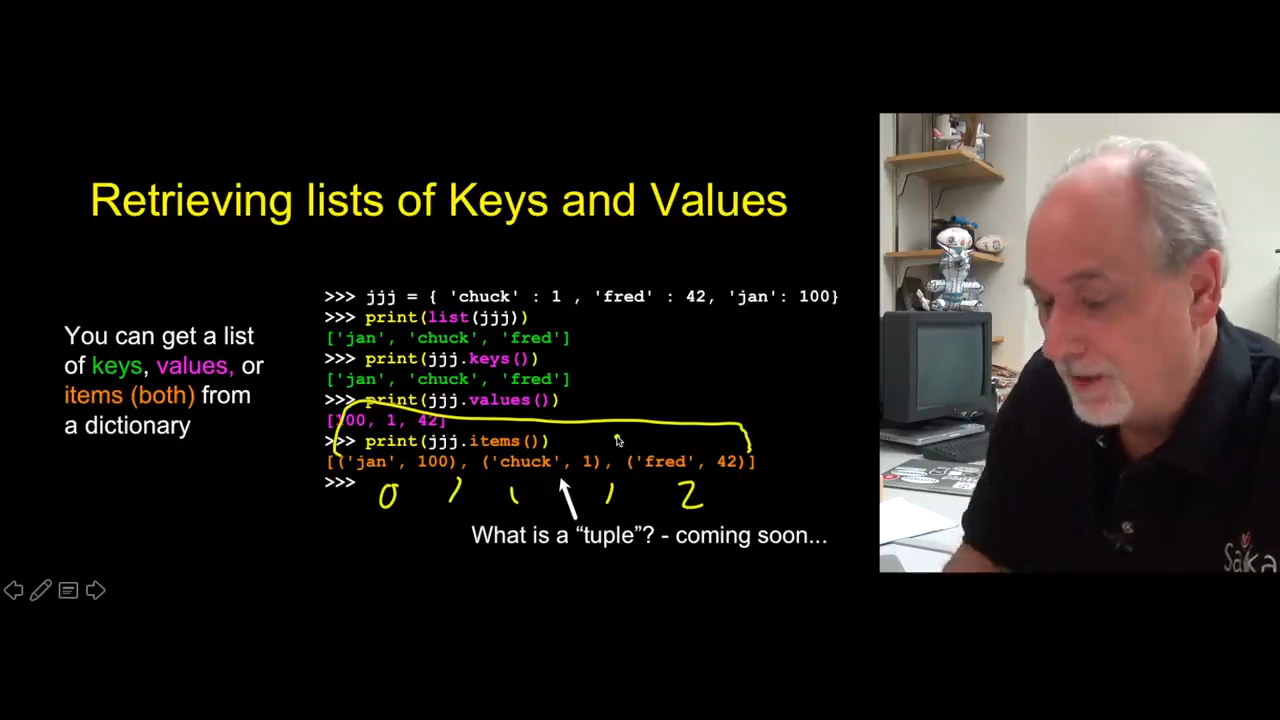 Retrieving lists of Keys and Values
You can get a list
of keys, values, or
items (both) from
a dictionary
>>> jjj = { 'chuck' : 1 , 'fred' : 42, 'jan': 100}
>>> print(list(jjj))
['jan', 'chuck', 'fred']
>>> print(jjj.keys())
['jan', 'chuck', 'fred']
>>> print(jjj.values())
[100, 1, 42]
>>> print(jjj.items())
[('jan', 100), ('chuck', 1), ('fred', 42)]
>>>
0 , 1 , 2
What is a “tuple”? - coming soon...
Sakai